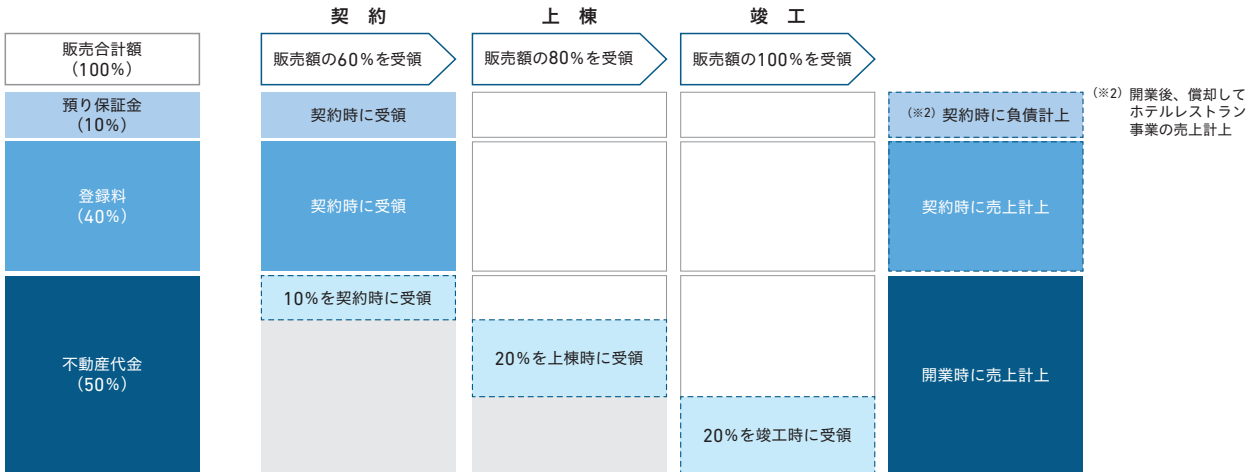 契 約
上 棟
竣 工
販売合計額
（100％）
販売額の60％を受領
販売額の80％を受領
販売額の100％を受領
預り保証金
（10％）
契約時に受領
（※2）契約時に負債計上
（※2）開業後、償却して
ホテルレストラン
事業の売上計上
登録料
（40％）
契約時に受領
契約時に売上計上
不動産代金
（50％）
10％を契約時に受領
20％を上棟時に受領
20％を竣工時に受領
開業時に売上計上